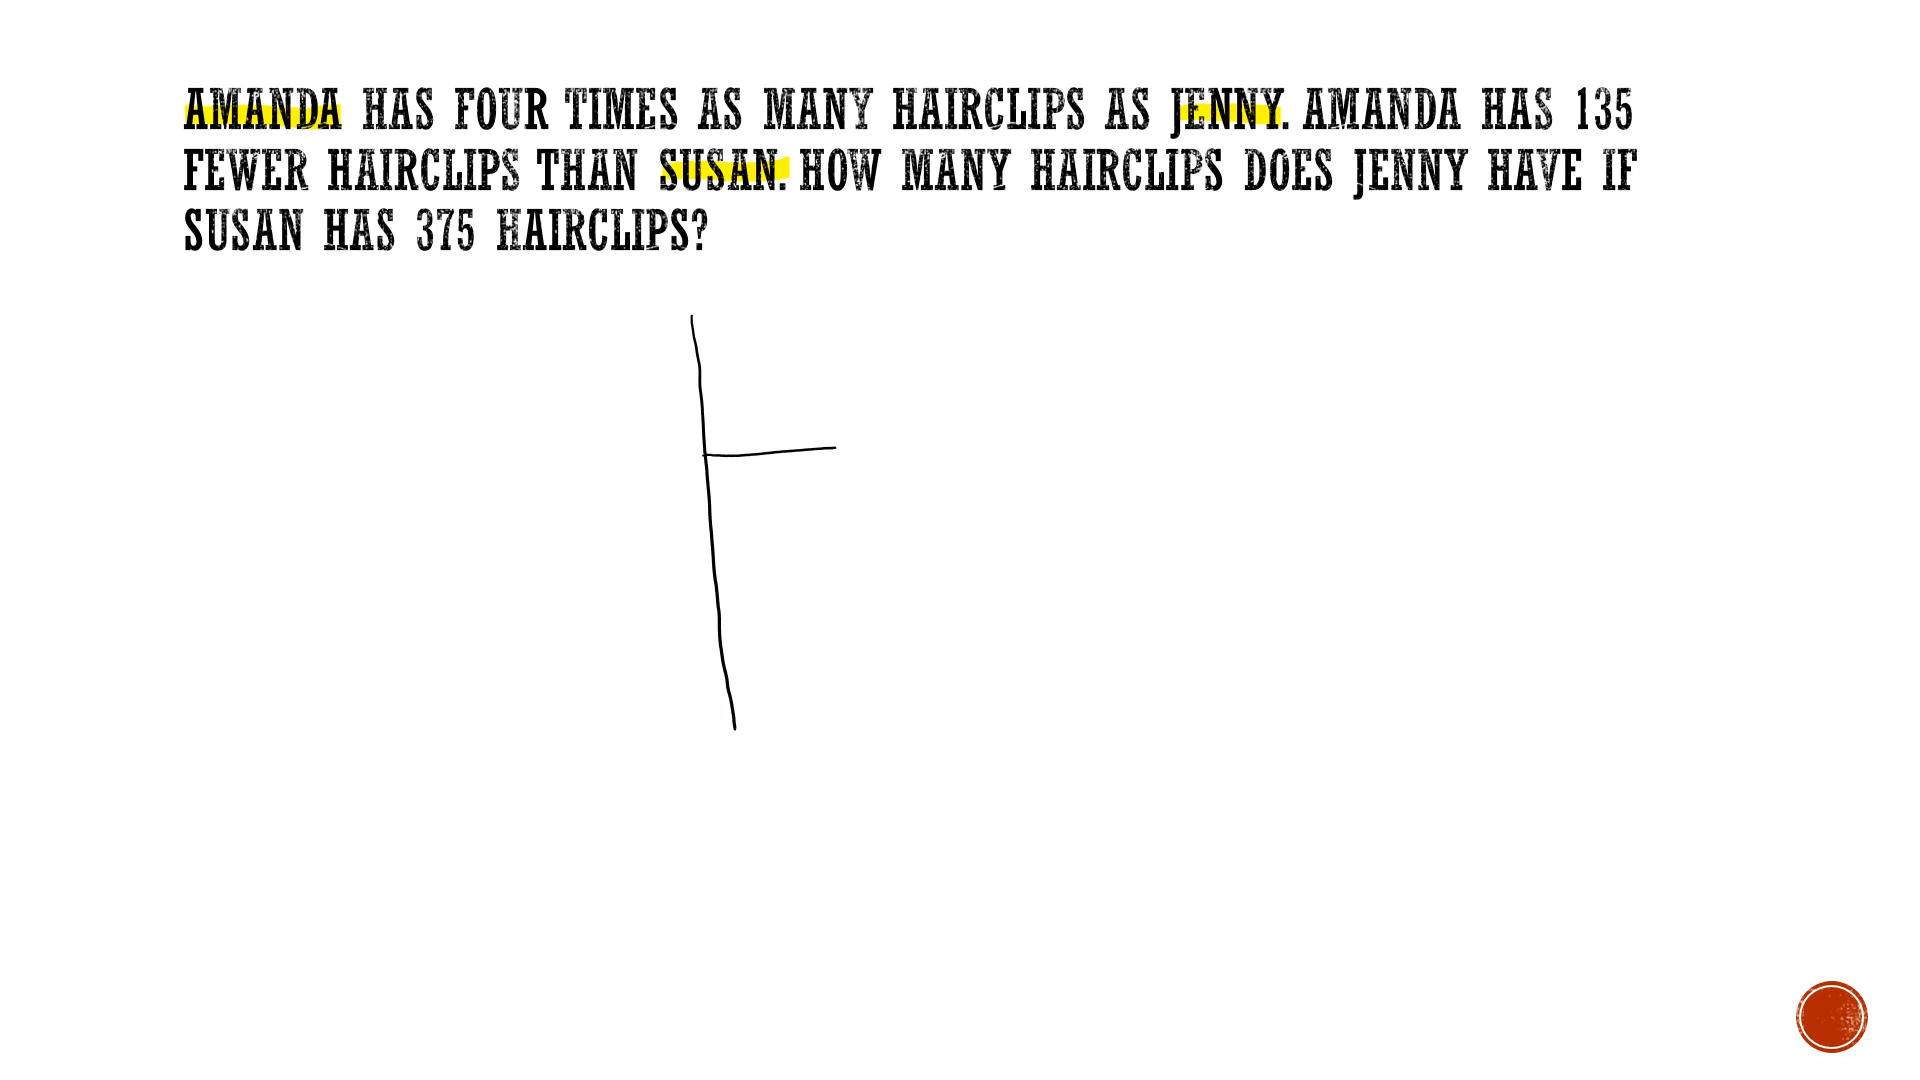 AMANDA HAS FOUR TIMES AS MANY HAIRCLIPS AS JENNY. AMANDA HAS 135
FEWER HAIRCLIPS THAN SUSAN. HOW MANY HAIRCLIPS DOES JENNY HAVE IF
SUSAN HAS 375 HAIRCLIPS?